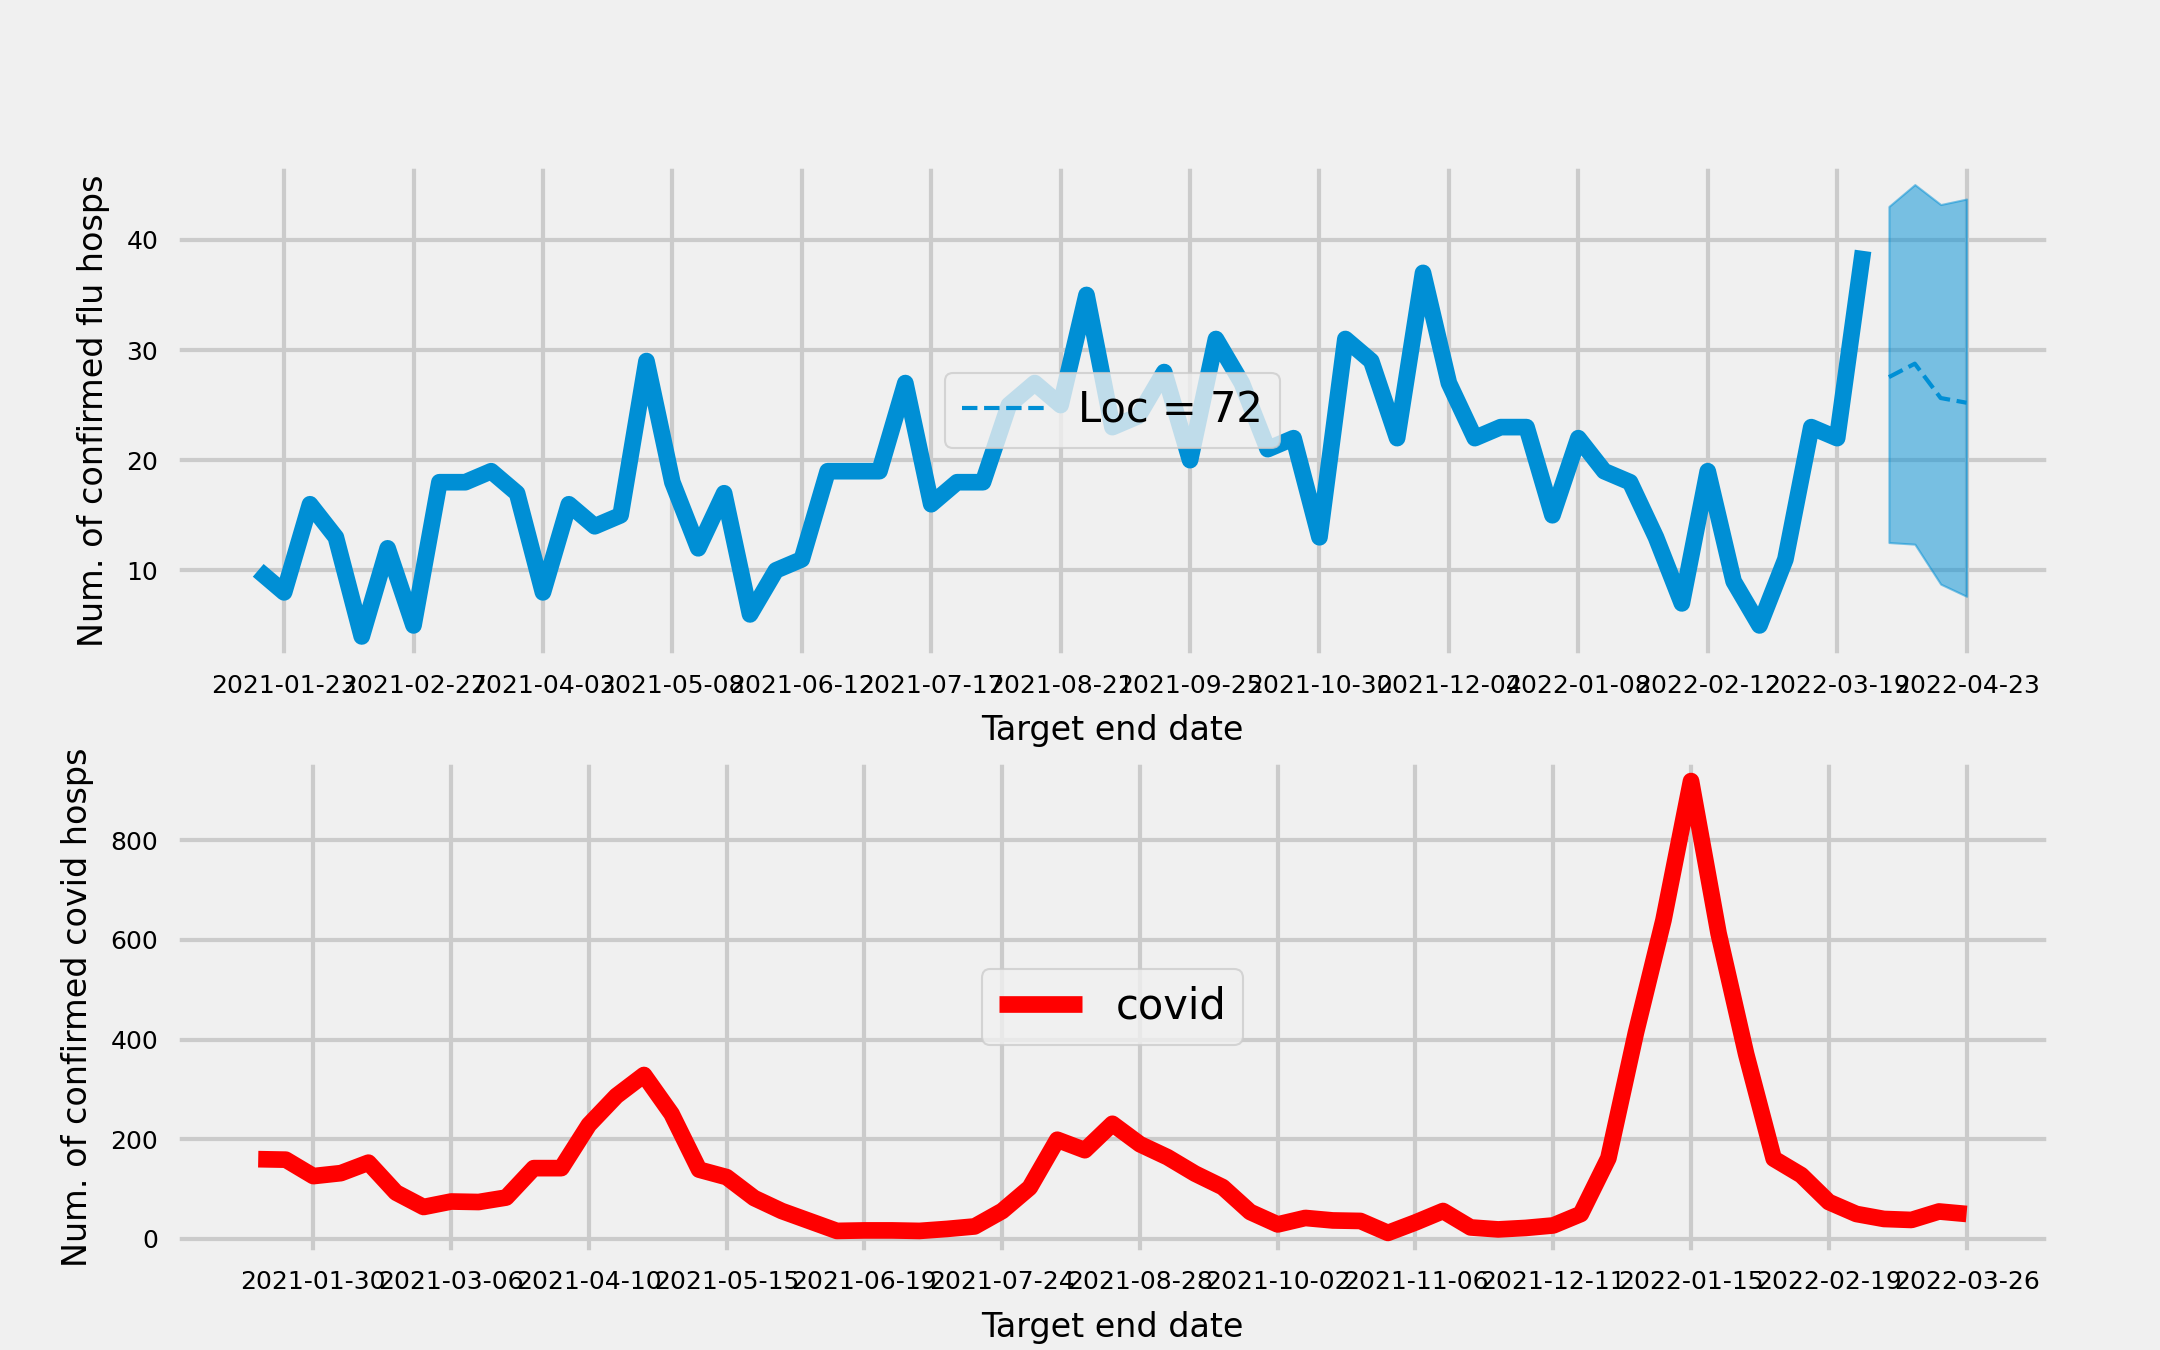 Num. of confirmed flu hosps
40
30
20
10
Loc = 72
2021-01-23 2021-02-27 2021-04-03 2021-05-08 2021-06-12 2021-07-17 2021-08-21 2021-09-25 2021-10-30 2021-12-04 2022-01-08 2022-02-12 2022-03-19 2022-04-23
Target end date
Num. of confirmed covid hosps
800
600
400
200
0
covid
2021-01-30 2021-03-06 2021-04-10 2021-05-15 2021-06-19 2021-07-24 2021-08-28 2021-10-02 2021-11-06 2021-12-11 2022-01-15 2022-02-19 2022-03-26
Target end date